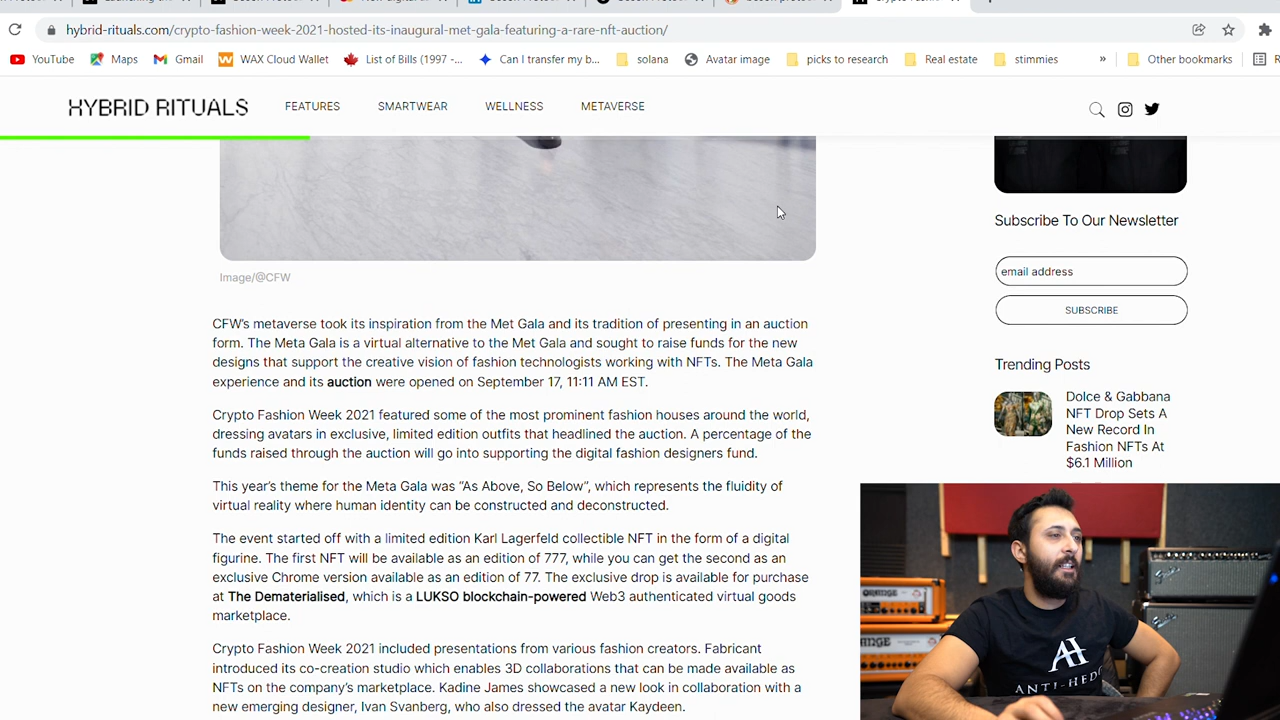 hybrid-rituals.com/crypto-fashion-week-2021-hosted-its-inaugural-met-gala-featuring-a-rare-nft-auction/
YouTube Maps Gmail WAX Cloud Wallet List of Bills (1997 -... Can I transfer my b... solana Avatar image picks to research Real estate stimmies » Other bookmarks
HYBRID RITUALS FEATURES SMARTWEAR WELLNESS METAVERSE
Image/@CFW
CFW's metaverse took its inspiration from the Met Gala and its tradition of presenting in an auction
form. The Meta Gala is a virtual alternative to the Met Gala and sought to raise funds for the new
designs that support the creative vision of fashion technologists working with NFTs. The Meta Gala
experience and its auction were opened on September 17, 11:11 AM EST.
Crypto Fashion Week 2021 featured some of the most prominent fashion houses around the world,
dressing avatars in exclusive, limited edition outfits that headlined the auction. A percentage of the
funds raised through the auction will go into supporting the digital fashion designers fund.
This year's theme for the Meta Gala was “As Above, So Below”, which represents the fluidity of
virtual reality where human identity can be constructed and deconstructed.
The event started off with a limited edition Karl Lagerfeld collectible NFT in the form of a digital
figurine. The first NFT will be available as an edition of 777, while you can get the second as an
exclusive Chrome version available as an edition of 77. The exclusive drop is available for purchase
at The Dematerialised, which is a LUKSO blockchain-powered Web3 authenticated virtual goods
marketplace.
Crypto Fashion Week 2021 included presentations from various fashion creators. Fabricant
introduced its co-creation studio which enables 3D collaborations that can be made available as
NFTs on the company's marketplace. Kadine James showcased a new look in collaboration with a
new emerging designer, Ivan Svanberg, who also dressed the avatar Kaydeen.
Subscribe To Our Newsletter
email address
SUBSCRIBE
Trending Posts
Dolce & Gabbana
NFT Drop Sets A
New Record In
Fashion NFTs At
$6.1 Million
ORANGE
Fender
Fender
AH
ANTI-HERO